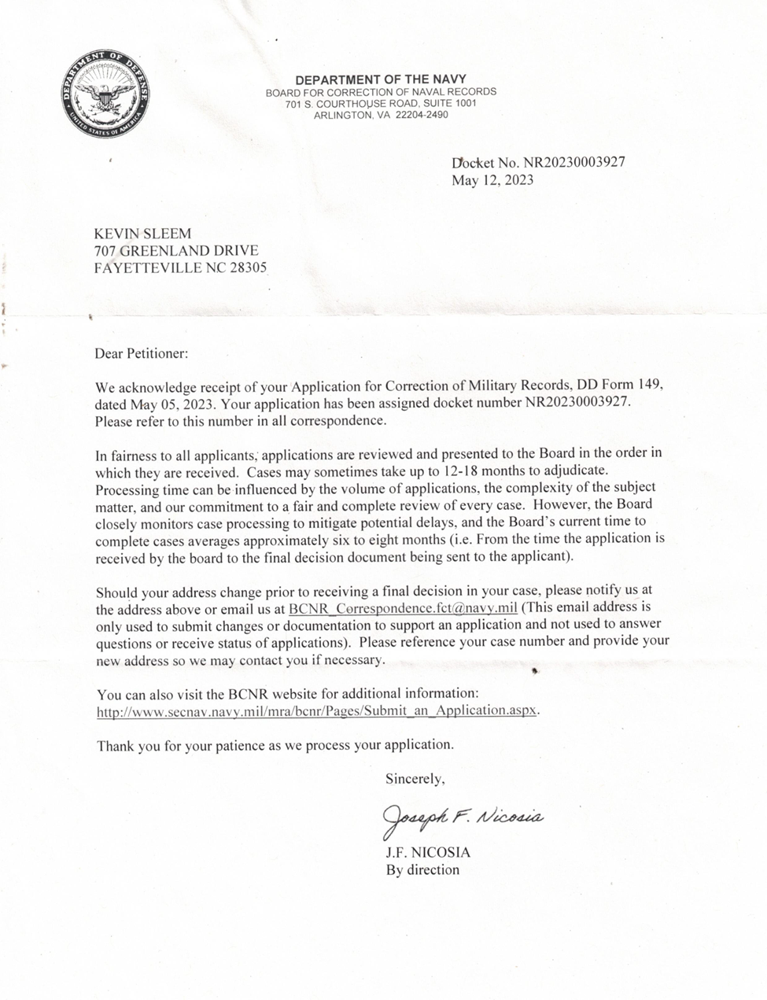 DEPARTMENT OF DEFENSE
UNITED STATES OF AMERICA
DEPARTMENT OF THE NAVY
BOARD FOR CORRECTION OF NAVAL RECORDS
701 S. COURTHOUSE ROAD, SUITE 1001
ARLINGTON, VA 22204-2490
Docket No. NR20230003927
May 12, 2023
KEVIN SLEEM
707 GREENLAND DRIVE
FAYETTEVILLE NC 28305
Dear Petitioner:
We acknowledge receipt of your Application for Correction of Military Records, DD Form 149,
dated May 05, 2023. Your application has been assigned docket number NR20230003927.
Please refer to this number in all correspondence.
In fairness to all applicants, applications are reviewed and presented to the Board in the order in
which they are received. Cases may sometimes take up to 12-18 months to adjudicate.
Processing time can be influenced by the volume of applications, the complexity of the subject
matter, and our commitment to a fair and complete review of every case. However, the Board
closely monitors case processing to mitigate potential delays, and the Board's current time to
complete cases averages approximately six to eight months (i.e. From the time the application is
received by the board to the final decision document being sent to the applicant).
Should your address change prior to receiving a final decision in your case, please notify us at
the address above or email us at BCNR_Correspondence.fct@navy.mil (This email address is
only used to submit changes or documentation to support an application and not used to answer
questions or receive status of applications). Please reference your case number and provide your
new address so we may contact you if necessary.
You can also visit the BCNR website for additional information:
http://www.secnav.navy.mil/mra/bcnr/Pages/Submit_an_Application.aspx.
Thank you for your patience as we process your application.
Sincerely,
Joseph F. Nicosia
J.F. NICOSIA
By direction